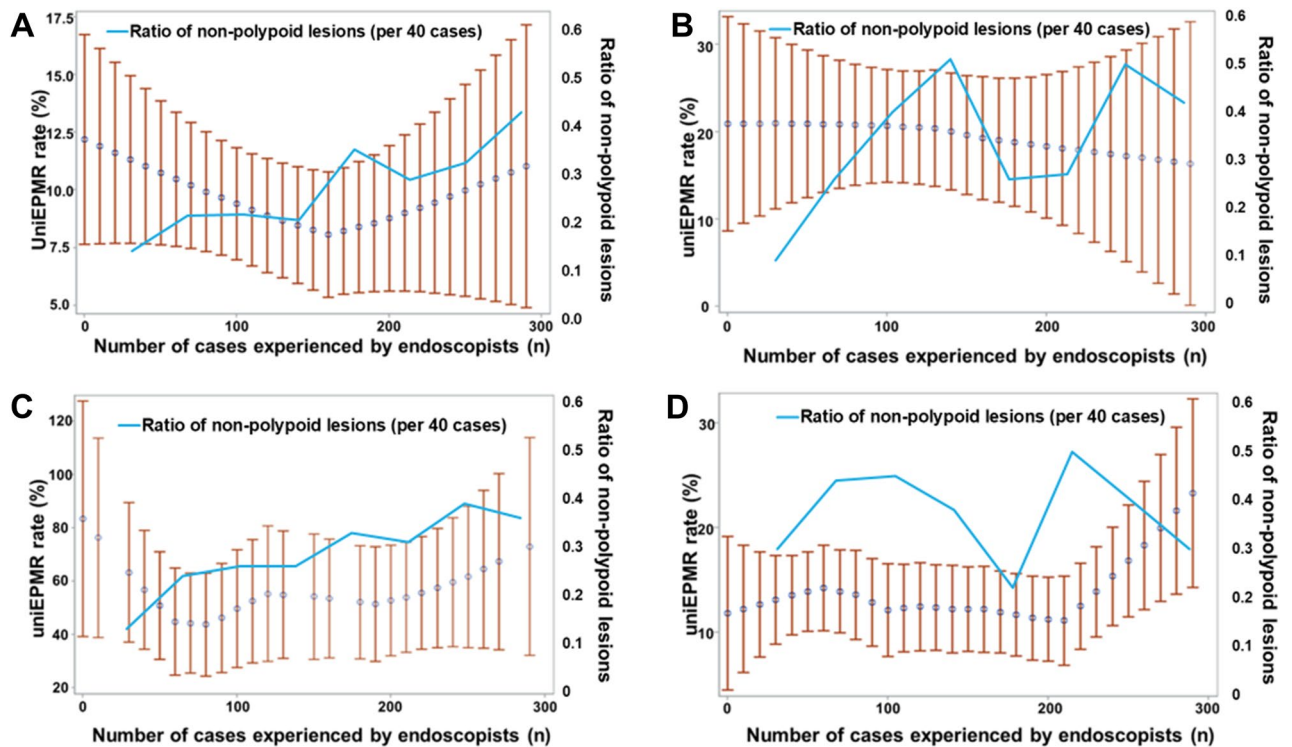 A
Ratio of non-polypoid lesions (per 40 cases)
UniEPMR rate (%)
17.5
15.0
12.5
10.0
7.5
5.0
0.6
0.5
0.4
0.3
0.2
0.1
0.0
Ratio of non-polypoid lesions
0 100 200 300
Number of cases experienced by endoscopists (n)
B
Ratio of non-polypoid lesions (per 40 cases)
uniEPMR rate (%)
30
20
10
0
0.6
0.5
0.4
0.3
0.2
0.1
0
Ratio of non-polypoid lesions
0 100 200 300
Number of cases experienced by endoscopists (n)
C
Ratio of non-polypoid lesions (per 40 cases)
uniEPMR rate (%)
120
100
80
60
40
20
0.6
0.5
0.4
0.3
0.2
0.1
0
Ratio of non-polypoid lesions
0 100 200 300
Number of cases experienced by endoscopists (n)
D
Ratio of non-polypoid lesions (per 40 cases)
uniEPMR rate (%)
30
20
10
0.6
0.5
0.4
0.3
0.2
0.1
0
Ratio of non-polypoid lesions
0 100 200 300
Number of cases experienced by endoscopists (n)